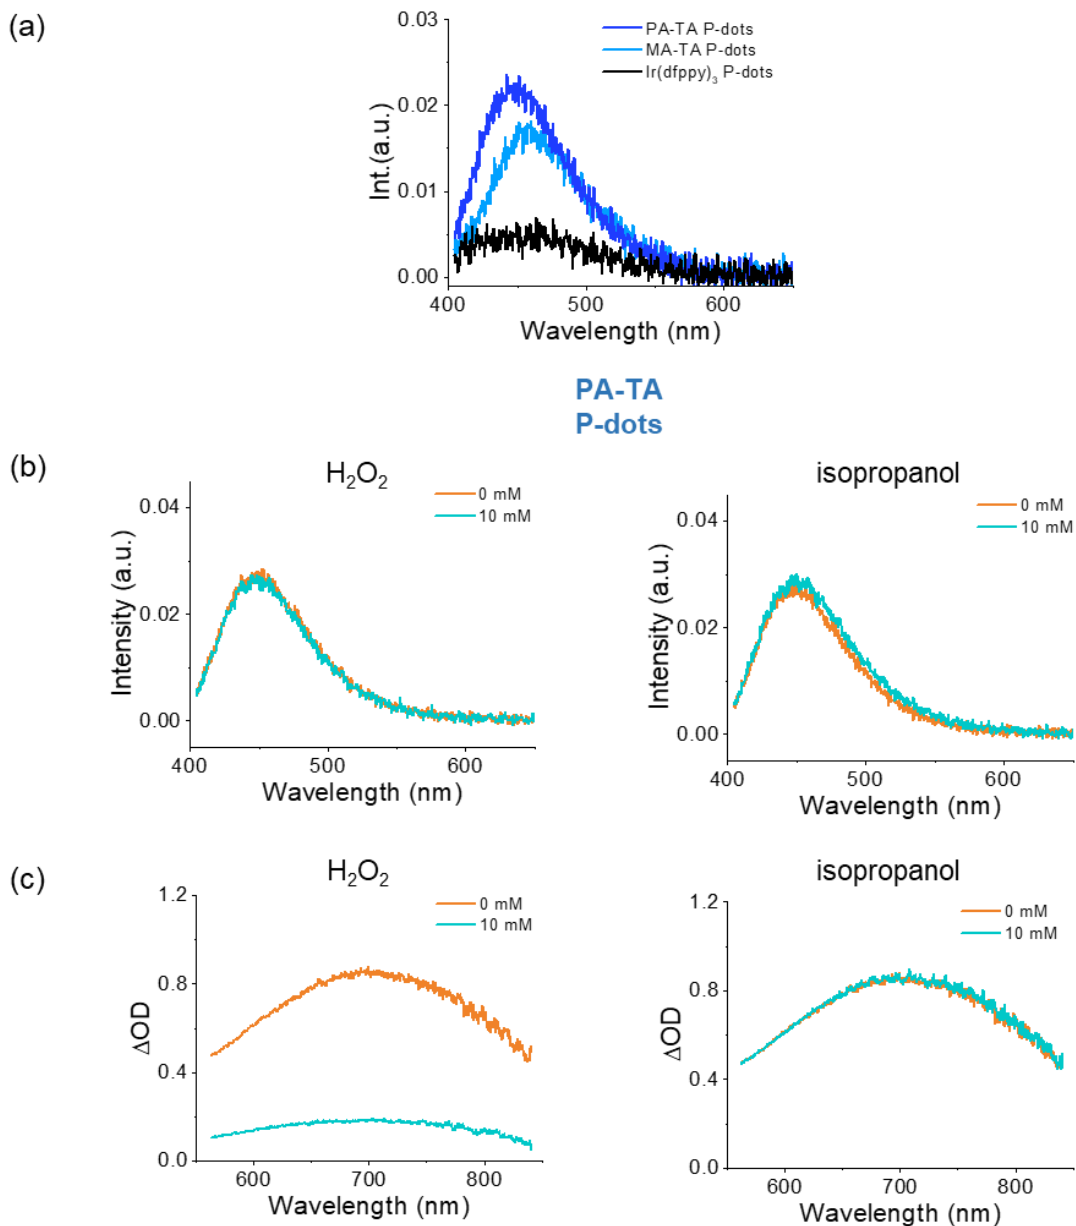 (a)
0.03
0.02
0.01
0.00
Int.(a.u.)
PA-TA P-dots
MA-TA P-dots
Ir(dfppy)₃ P-dots
400
500
600
Wavelength (nm)
PA-TA
P-dots
(b)
H₂O₂
0 mM
10 mM
0.04
0.02
0.00
Intensity (a.u.)
400
500
600
Wavelength (nm)
isopropanol
0 mM
10 mM
0.04
0.02
0.00
Intensity (a.u.)
400
500
600
Wavelength (nm)
(c)
H₂O₂
0 mM
10 mM
1.2
0.8
0.4
0.0
ΔOD
600
700
800
Wavelength (nm)
isopropanol
0 mM
10 mM
1.2
0.8
0.4
0.0
ΔOD
600
700
800
Wavelength (nm)